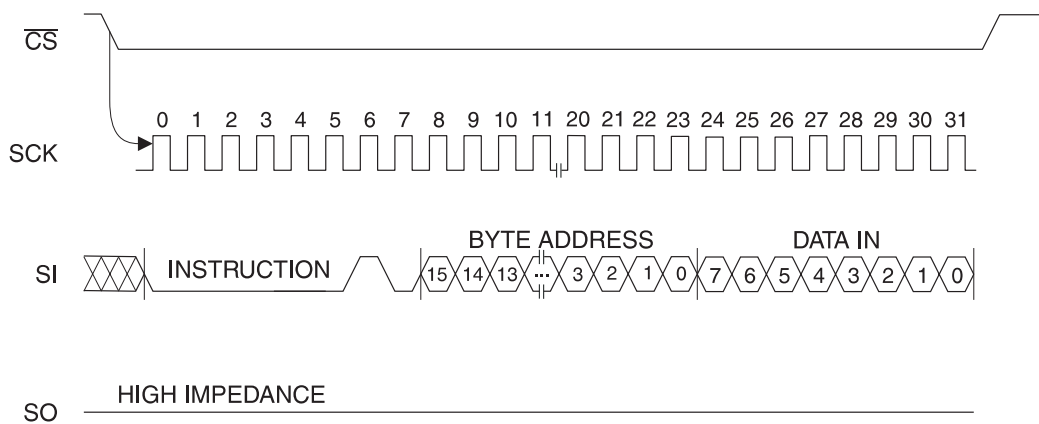 CS
0 1 2 3 4 5 6 7 8 9 10 11 20 21 22 23 24 25 26 27 28 29 30 31
SCK
BYTE ADDRESS DATA IN
SI INSTRUCTION 15 14 13 ... 3 2 1 0 7 6 5 4 3 2 1 0
HIGH IMPEDANCE
SO